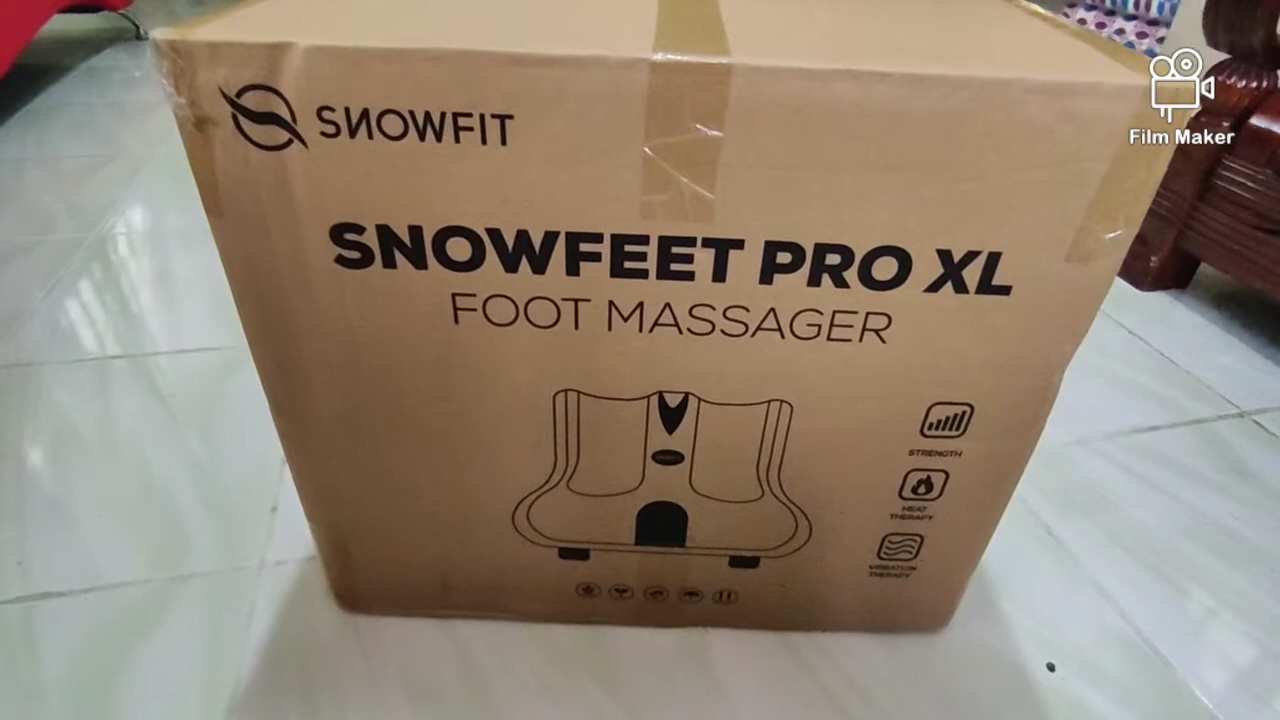 SNOWFIT
Film Maker
SNOWFEET PRO XL
FOOT MASSAGER
STRENGTH
HEAT
THERAPY
VIBRATION
THERAPY